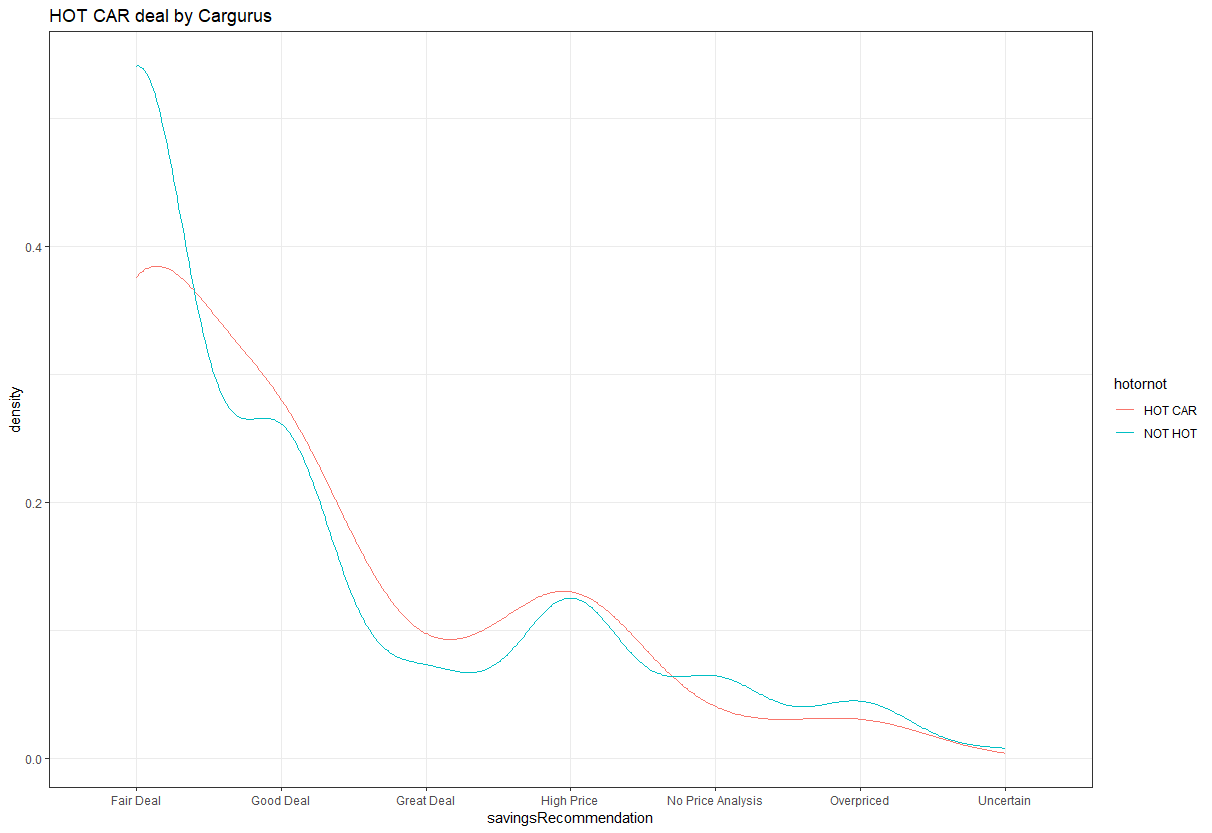 HOT CAR deal by Cargurus
density
0.4
0.2
0.0
Fair Deal Good Deal Great Deal High Price No Price Analysis Overpriced Uncertain
savingsRecommendation
hotornot
HOT CAR
NOT HOT